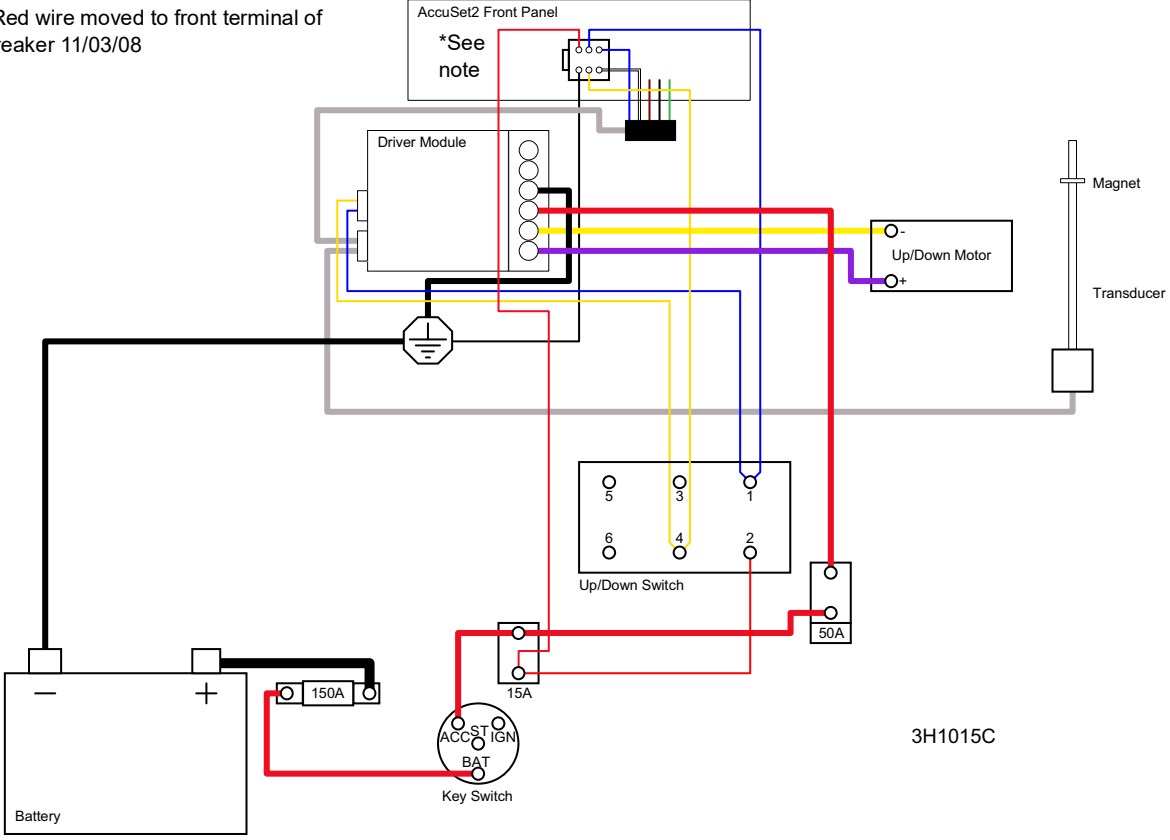 Red wire moved to front terminal of
11/03/08
AccuSet2 Front Panel
*See
note
Driver Module
Magnet
-
Up/Down Motor
+
Transducer
5
3
1
6
4
2
Up/Down Switch
50A
15A
150A
ACC
ST
IGN
BAT
Key Switch
3H1015C
Battery